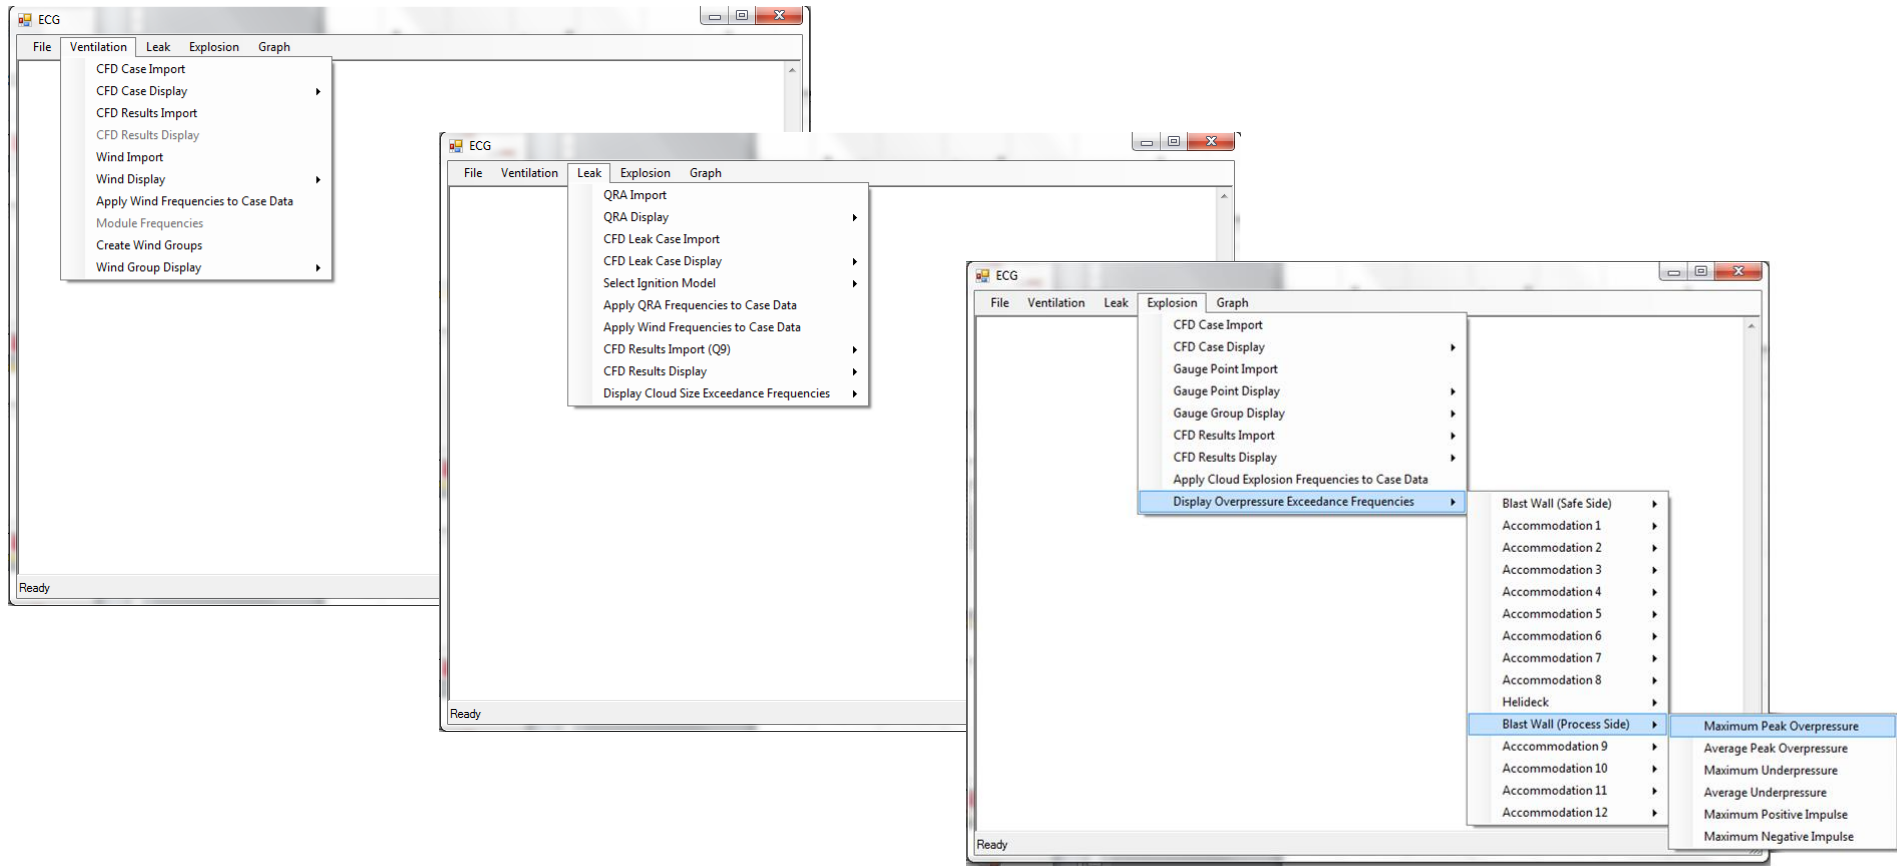 ECG
File Ventilation Leak Explosion Graph
CFD Case Import
CFD Case Display
CFD Results Import
CFD Results Display
Wind Import
Wind Display
Apply Wind Frequencies to Case Data
Module Frequencies
Create Wind Groups
Wind Group Display
Ready
ECG
File Ventilation Leak Explosion Graph
QRA Import
QRA Display
CFD Leak Case Import
CFD Leak Case Display
Select Ignition Model
Apply QRA Frequencies to Case Data
Apply Wind Frequencies to Case Data
CFD Results Import (Q9)
CFD Results Display
Display Cloud Size Exceedance Frequencies
Ready
ECG
File Ventilation Leak Explosion Graph
CFD Case Import
CFD Case Display
Gauge Point Import
Gauge Point Display
Gauge Group Display
CFD Results Import
CFD Results Display
Apply Cloud Explosion Frequencies to Case Data
Display Overpressure Exceedance Frequencies
Blast Wall (Safe Side)
Accommodation 1
Accommodation 2
Accommodation 3
Accommodation 4
Accommodation 5
Accommodation 6
Accommodation 7
Accommodation 8
Helideck
Blast Wall (Process Side)
Acccommodation 9
Accommodation 10
Accommodation 11
Accommodation 12
Maximum Peak Overpressure
Average Peak Overpressure
Maximum Underpressure
Average Underpressure
Maximum Positive Impulse
Maximum Negative Impulse
Ready